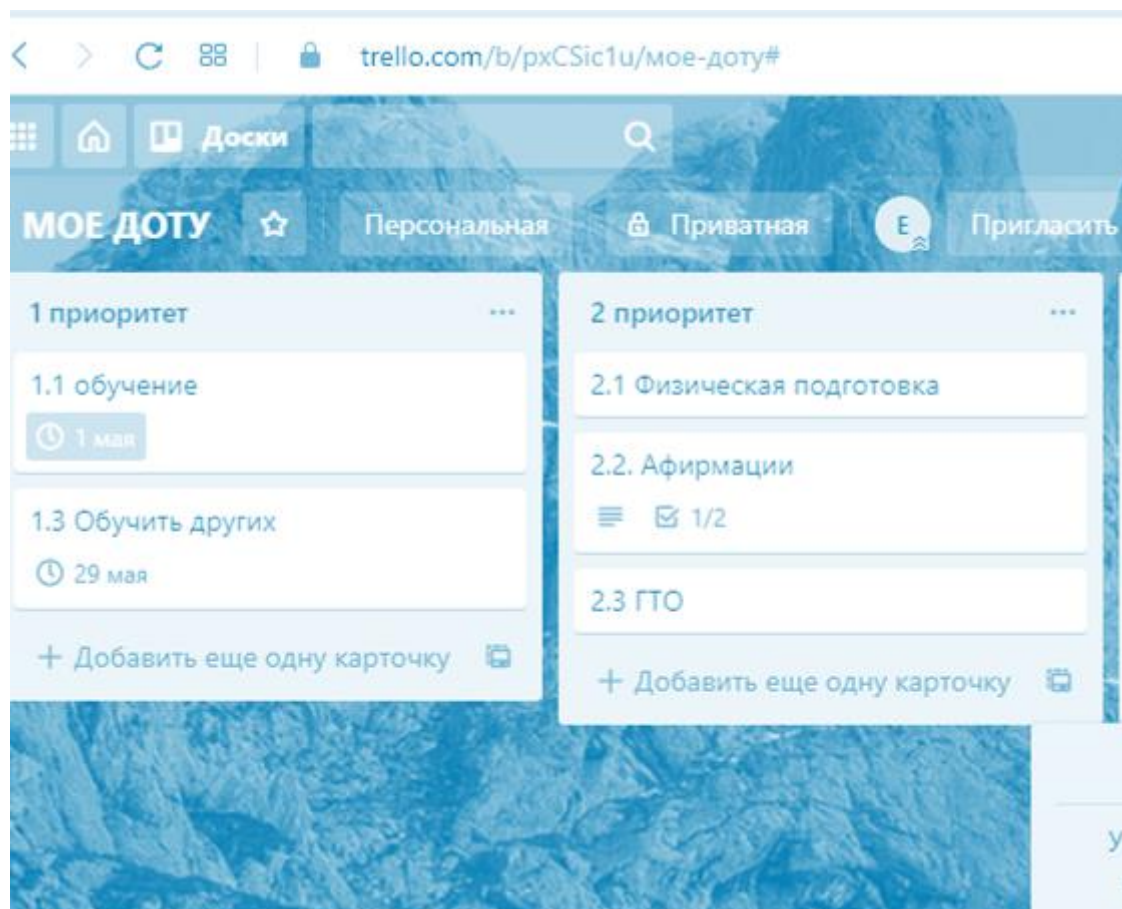 trello.com/b/pxCSic1u/мое-доту#
Доски
МОЕ ДОТУ
Персональная
Приватная
E
Пригласить
1 приоритет
1.1 обучение
1 мая
1.3 Обучить других
29 мая
+ Добавить еще одну карточку
2 приоритет
2.1 Физическая подготовка
2.2. Афирмации
1/2
2.3 ГТО
+ Добавить еще одну карточку